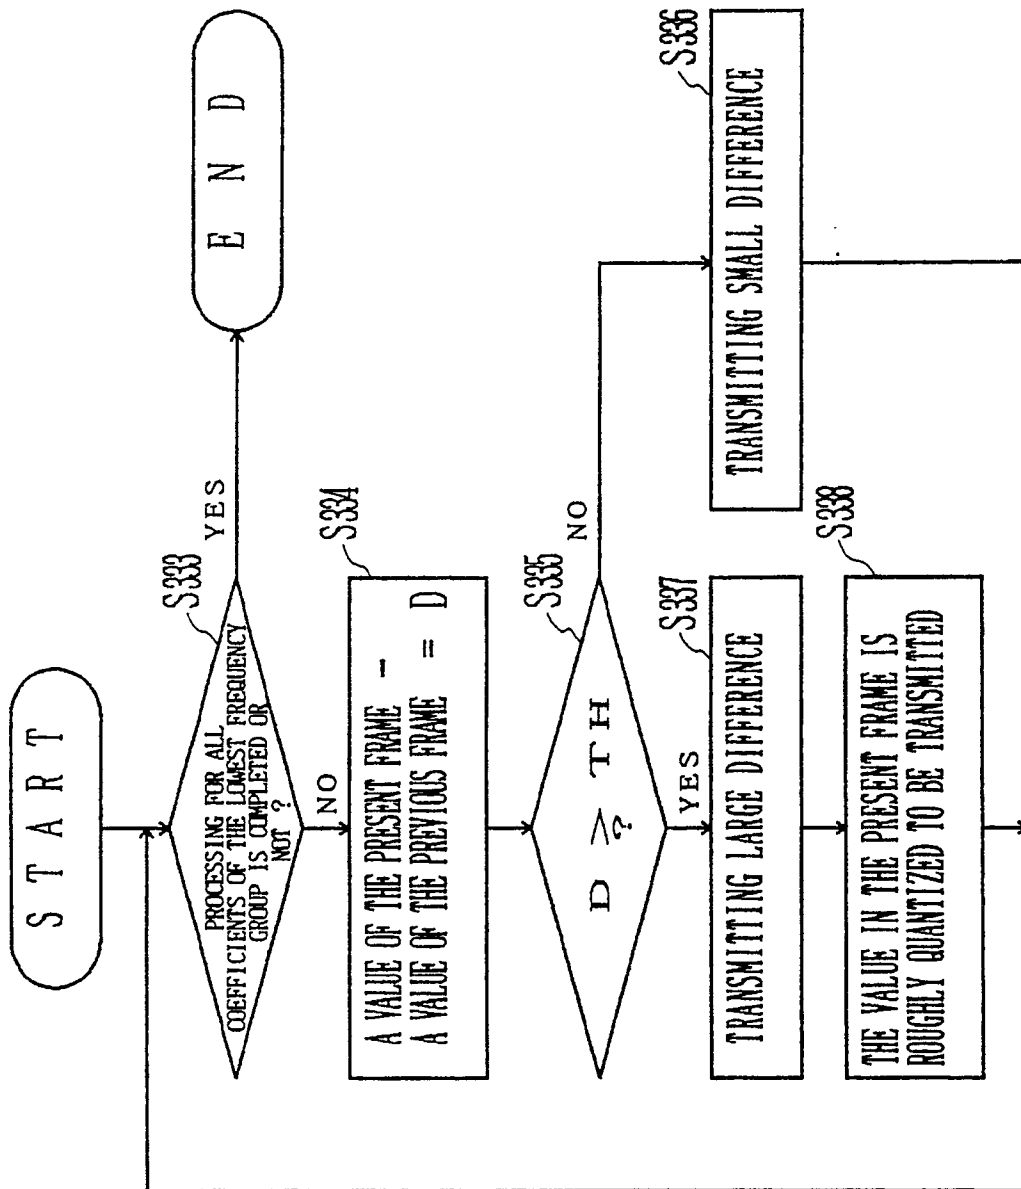 START
S333
PROCESSING FOR ALL
COEFFICIENTS OF THE LOWEST FREQUENCY
GROUP IS COMPLETED OR
NOT ?
YES
END
NO
S334
A VALUE OF THE PRESENT FRAME −
A VALUE OF THE PREVIOUS FRAME = D
S335
D > TH
?
NO
YES
S336
TRANSMITTING SMALL DIFFERENCE
S337
TRANSMITTING LARGE DIFFERENCE
S338
THE VALUE IN THE PRESENT FRAME IS
ROUGHLY QUANTIZED TO BE TRANSMITTED